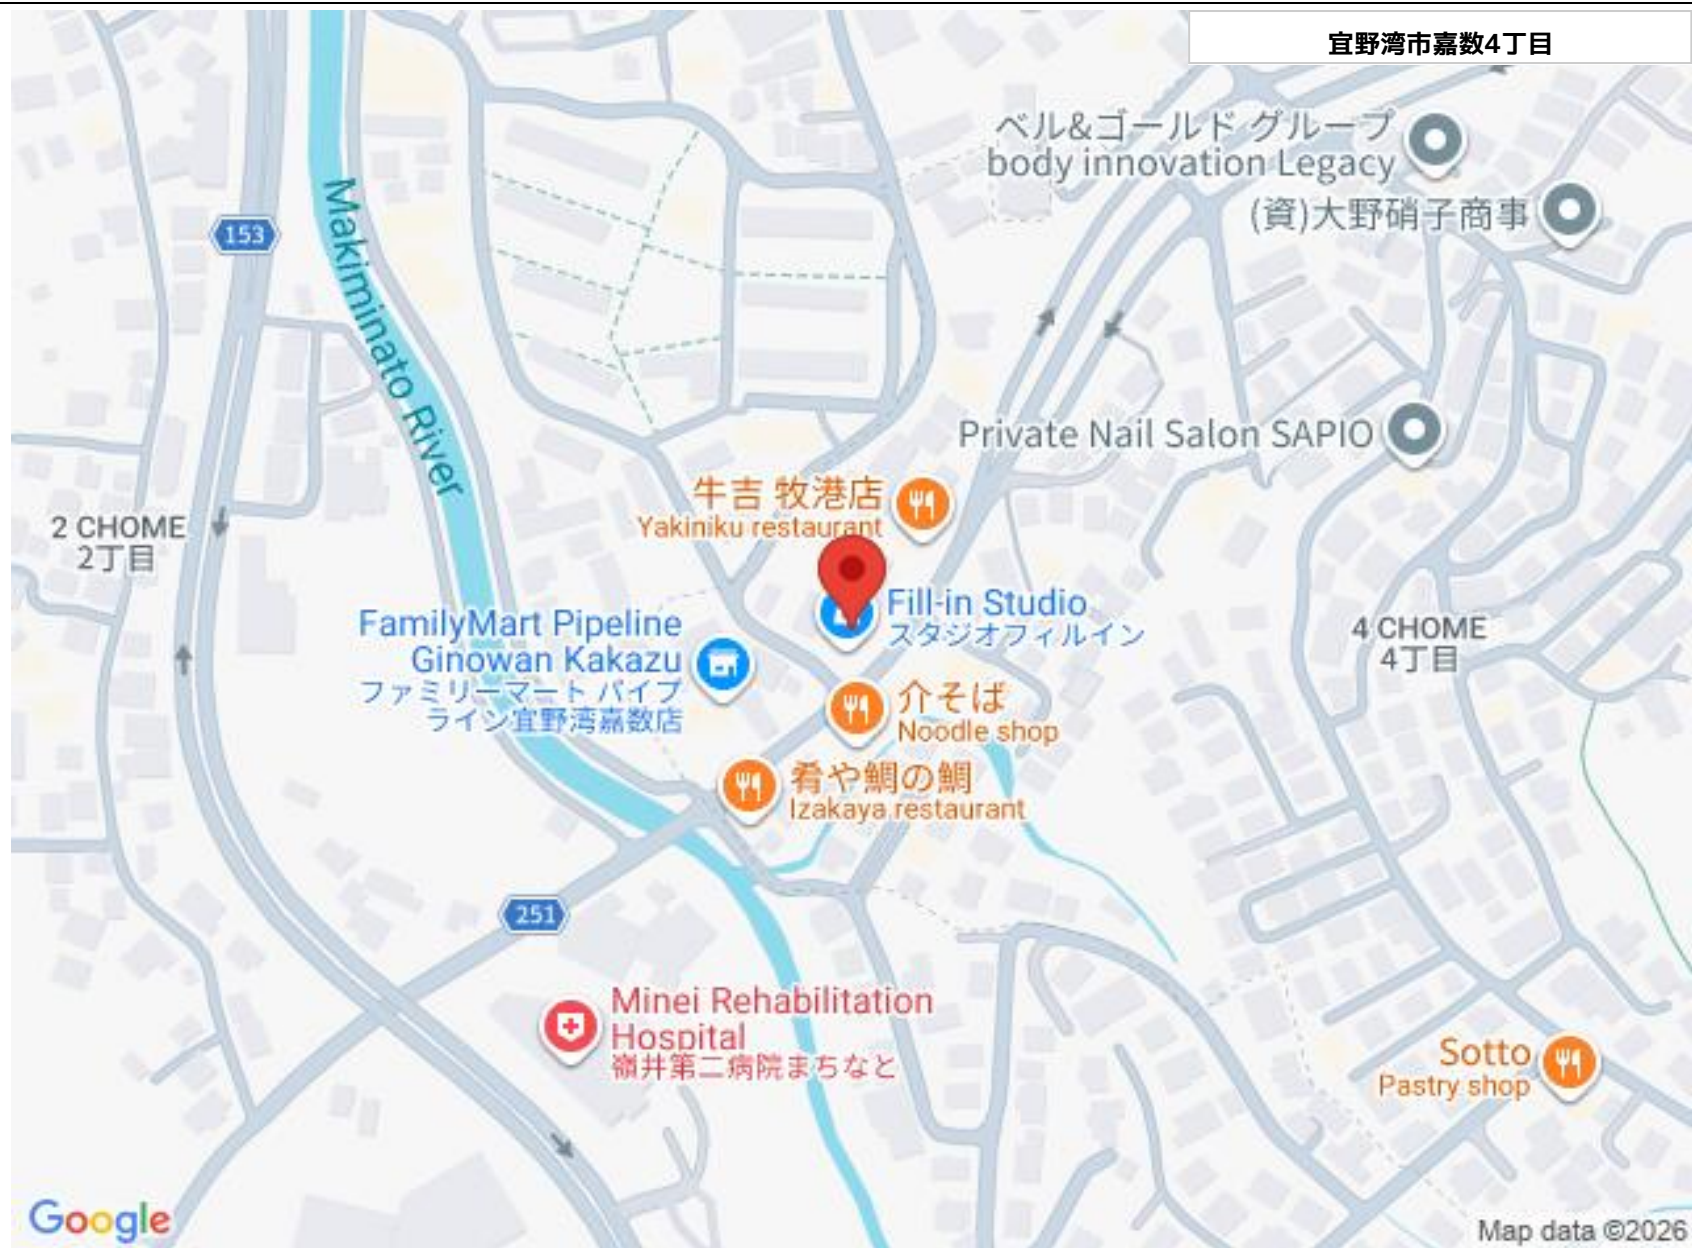 宜野湾市嘉数4丁目
ベル&ゴールド グループ
body innovation Legacy
(資)大野硝子商事
153
Makiminato River
Private Nail Salon SAPIO
牛吉 牧港店
Yakiniku restaurant
2 CHOME
2丁目
Fill-in Studio
スタジオフィルイン
FamilyMart Pipeline
Ginowan Kakazu
ファミリーマート パイプ
ライン宜野湾嘉数店
4 CHOME
4丁目
介そば
Noodle shop
肴や鯛の鯛
Izakaya restaurant
251
Minei Rehabilitation
Hospital
嶺井第二病院まちなと
Sotto
Pastry shop
Google
Map data ©2026